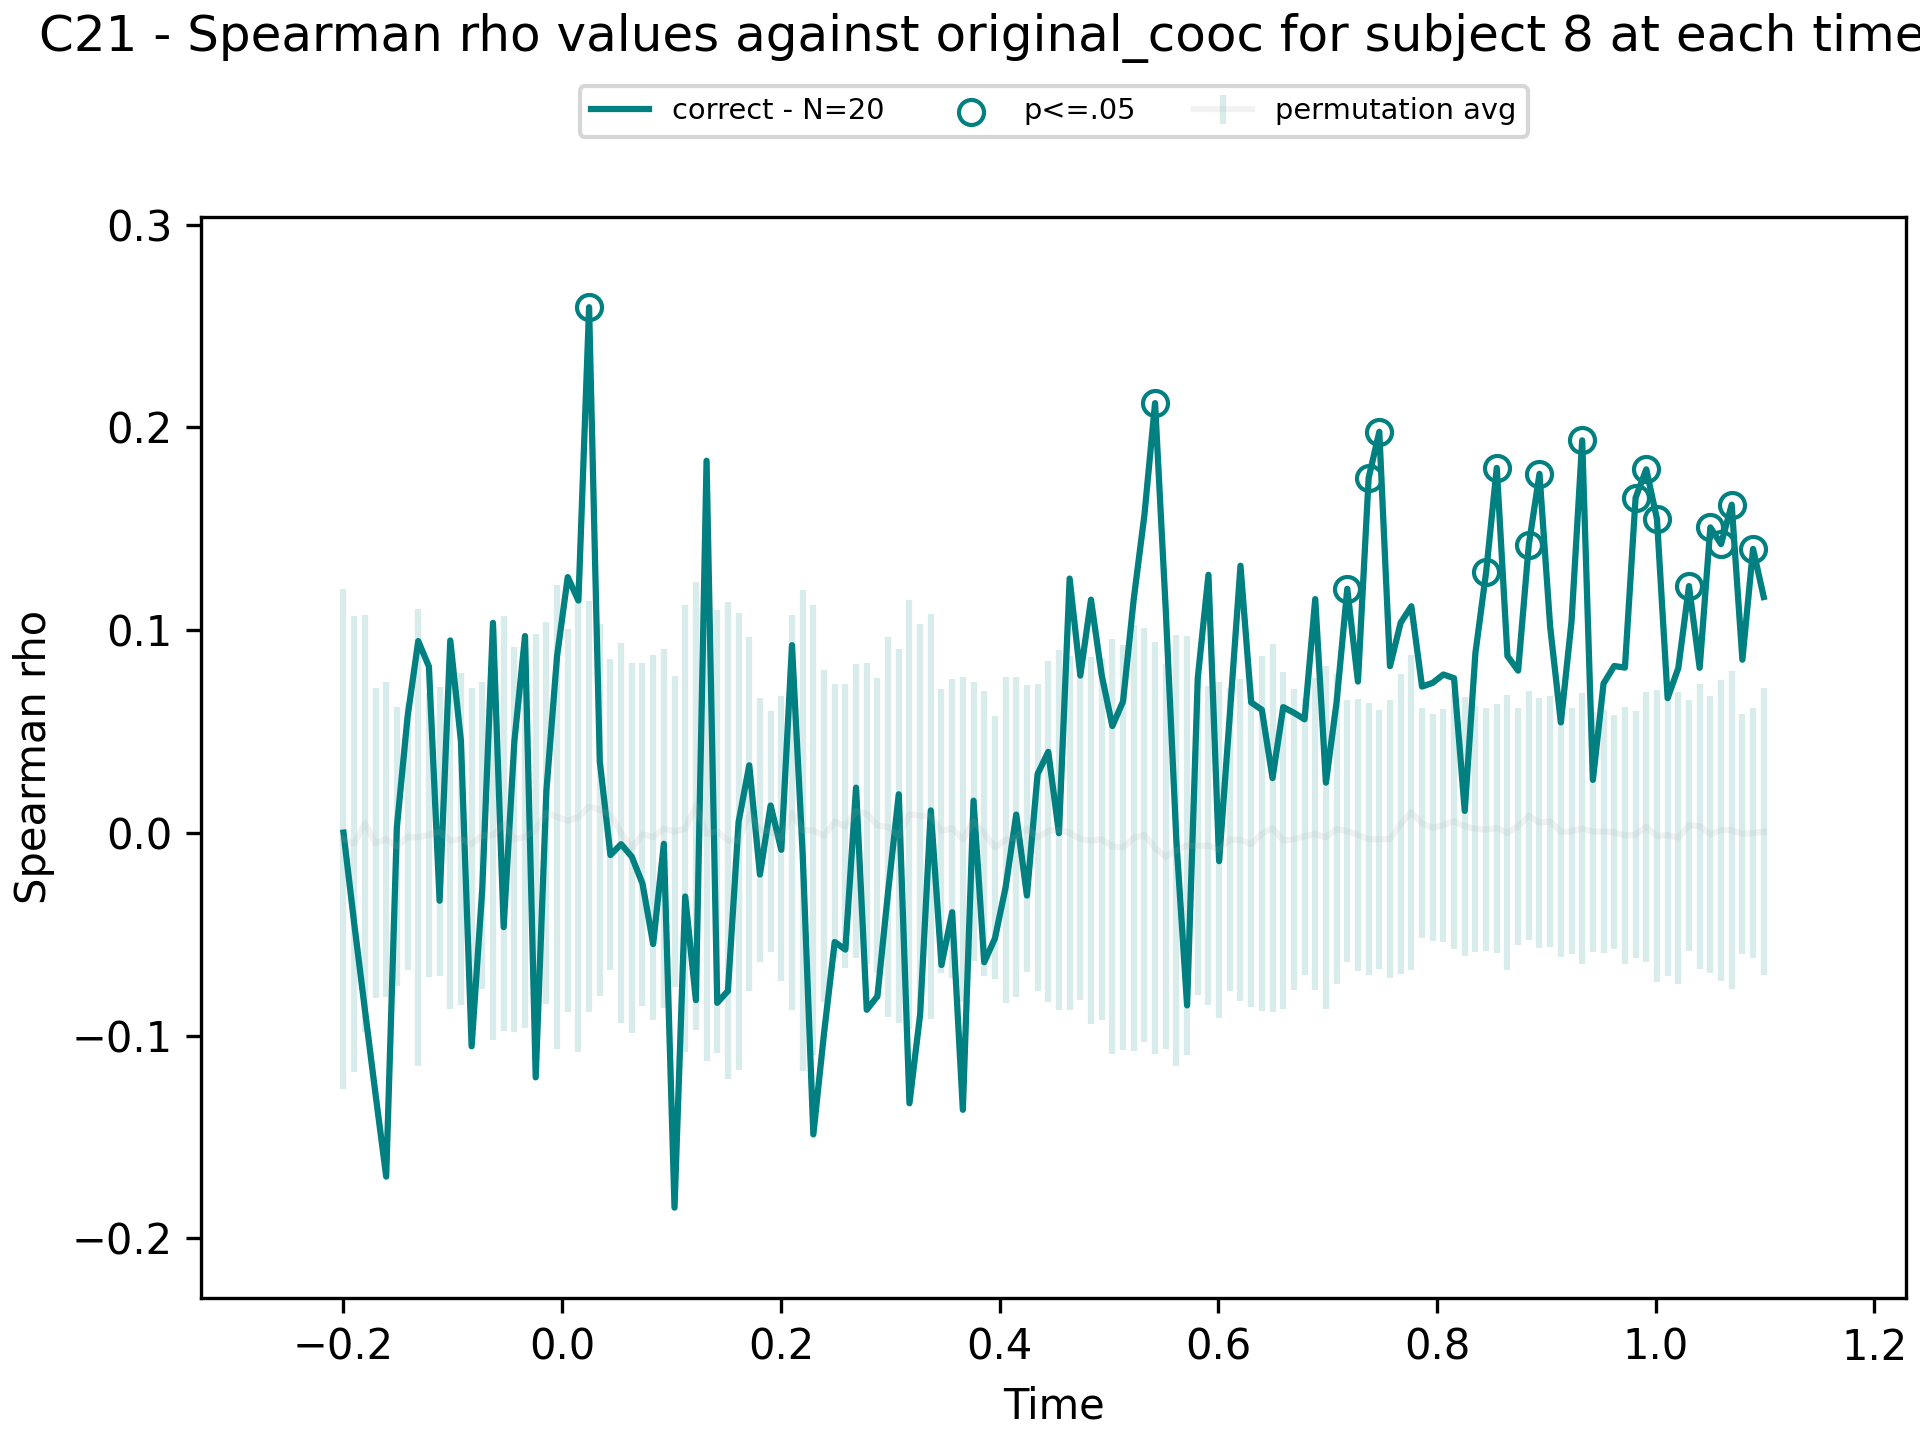 C21 - Spearman rho values against original_cooc for subject 8 at each time
correct - N=20
p<=.05
permutation avg
0.3
0.2
0.1
0.0
−0.1
−0.2
Spearman rho
−0.2
0.0
0.2
0.4
0.6
0.8
1.0
1.2
Time